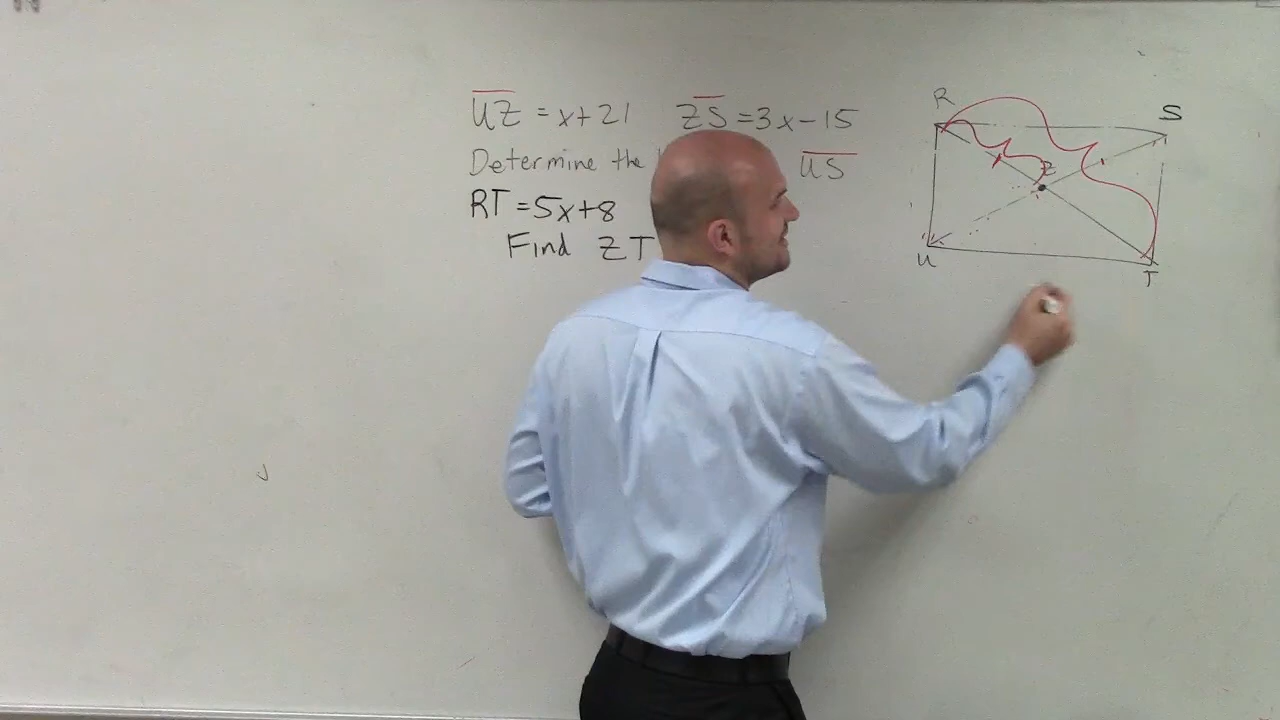 UZ = x+21 ZS = 3x-15
Determine the US
RT = 5x+8
Find ZT
R
S
Z
U
T